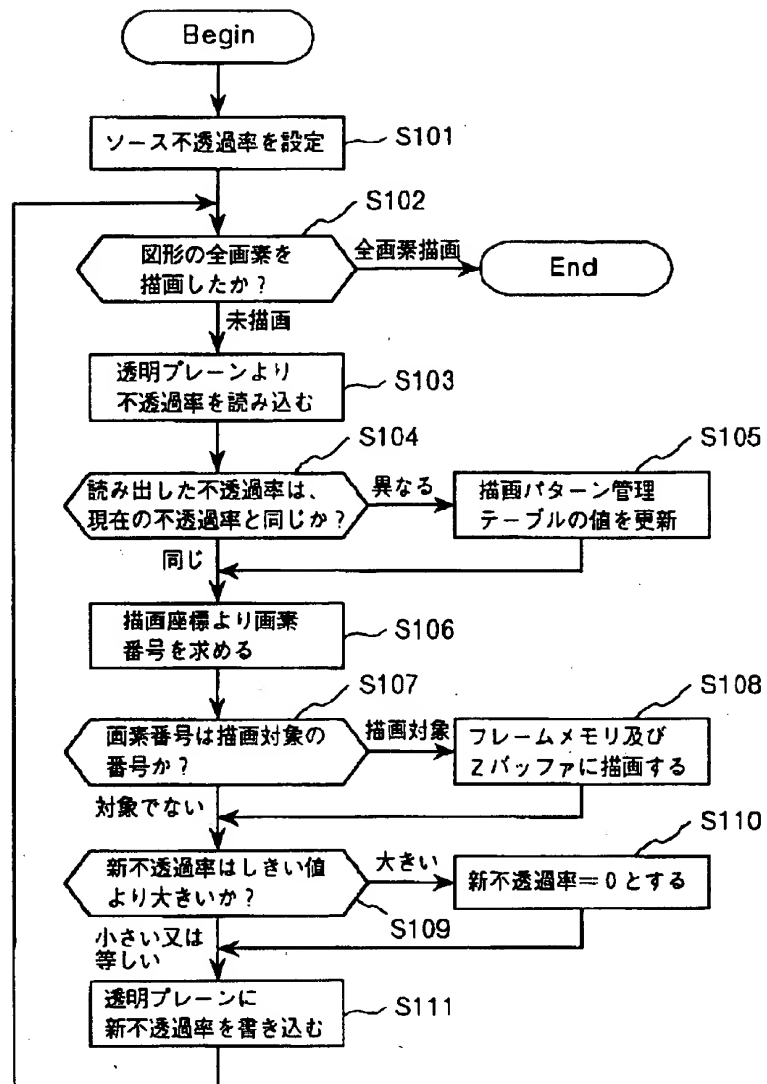 Begin
ソース不透過率を設定
S101
S102
図形の全画素を
描画したか？
全画素描画
End
未描画
透明プレーンより
不透過率を読み込む
S103
S104
読み出した不透過率は、
現在の不透過率と同じか？
異なる
S105
描画パターン管理
テーブルの値を更新
同じ
描画座標より画素
番号を求める
S106
S107
画素番号は描画対象の
番号か？
描画対象
S108
フレームメモリ及び
Zバッファに描画する
対象でない
S110
新不透過率はしきい値
より大きいか？
大きい
新不透過率＝0とする
S109
小さい又は
等しい
透明プレーンに
新不透過率を書き込む
S111